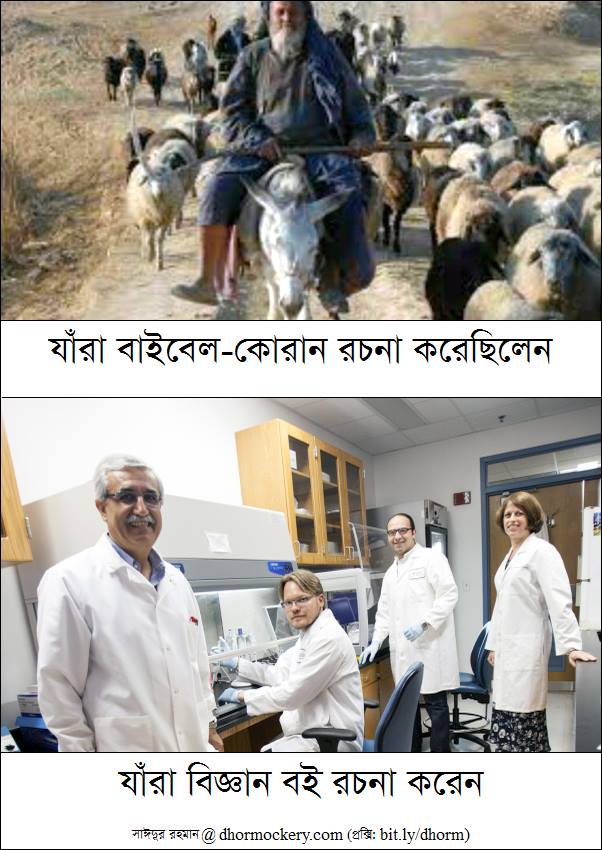 যাঁরা বাইবেল-কোরান রচনা করেছিলেন
যাঁরা বিজ্ঞান বই রচনা করেন
সাঈদুর রহমান @ dhormockery.com (প্রক্সি: bit.ly/dhorm)